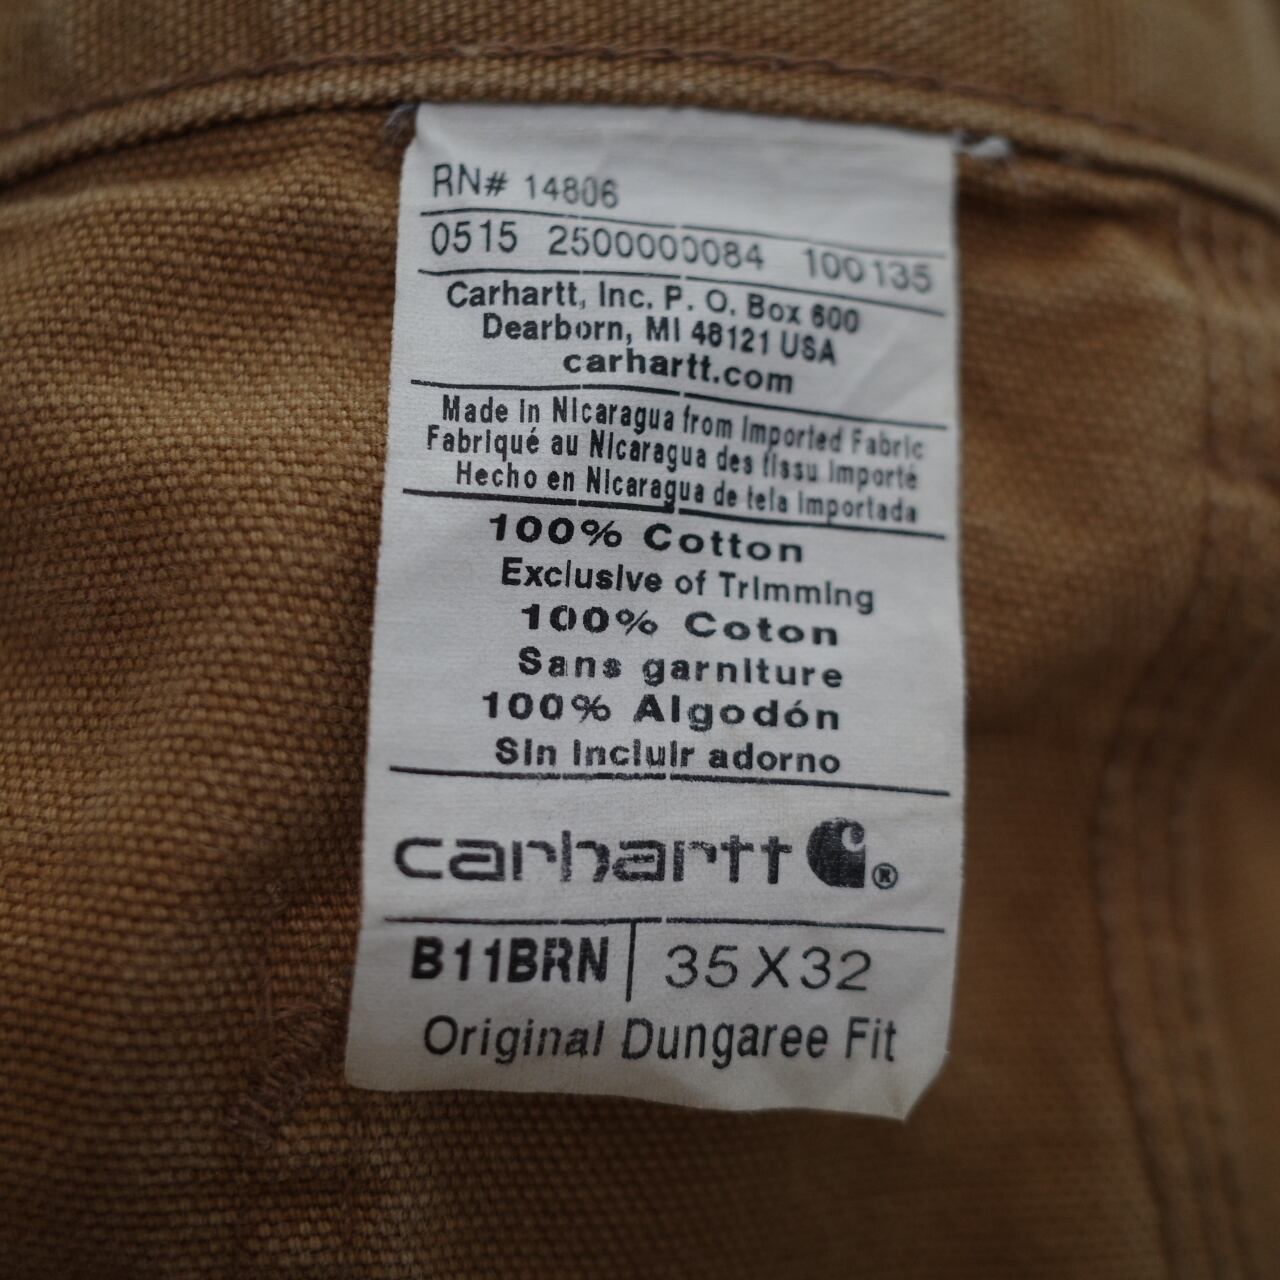 RN# 14806
0515 2500000084 100135
Carhartt, Inc. P. O. Box 600
Dearborn, MI 48121 USA
carhartt.com
Made in Nicaragua from Imported Fabric
Fabriqué au Nicaragua des tissu importé
Hecho en Nicaragua de tela importada
100% Cotton
Exclusive of Trimming
100% Coton
Sans garniture
100% Algodón
Sin incluir adorno
carhartt ®
B11BRN 35X32
Original Dungaree Fit